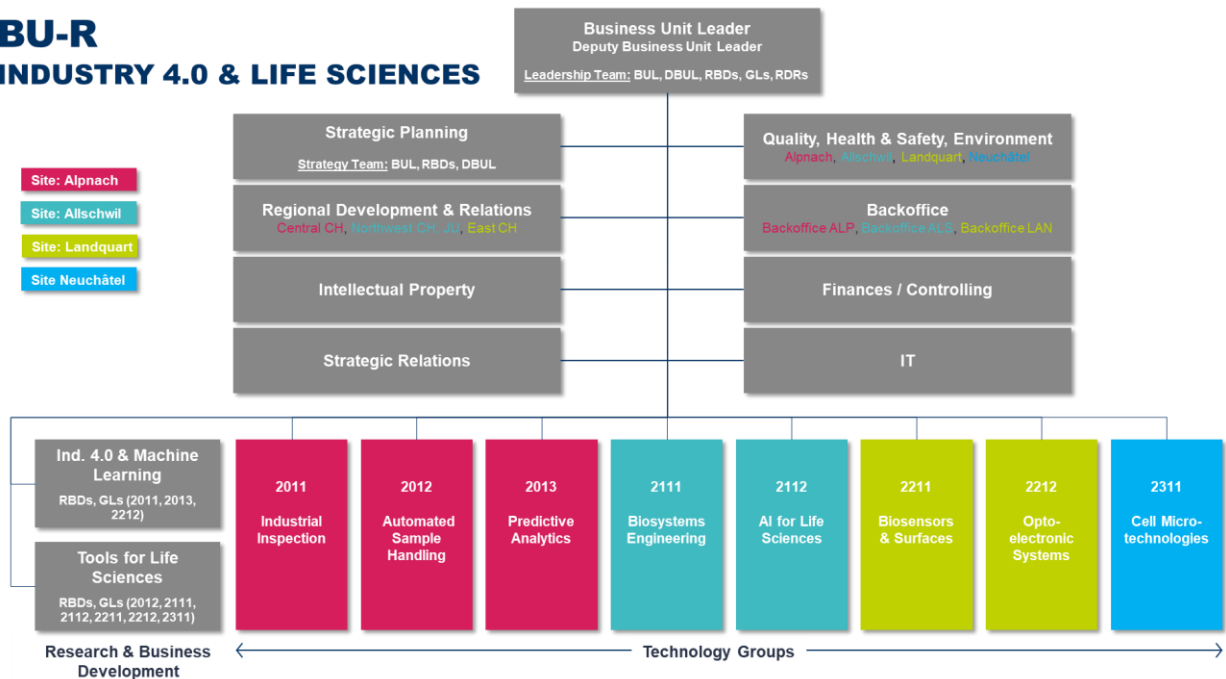 BU-R
INDUSTRY 4.0 & LIFE SCIENCES
Business Unit Leader
Deputy Business Unit Leader
Leadership Team: BUL, DBUL, RBDs, GLs, RDRs
Strategic Planning
Strategy Team: BUL, RBDs, DBUL
Quality, Health & Safety, Environment
Alpnach, Allschwil, Landquart, Neuchâtel
Site: Alpnach
Site: Allschwil
Site: Landquart
Site Neuchâtel
Regional Development & Relations
Central CH, Northwest CH, JU, East CH
Backoffice
Backoffice ALP, Backoffice ALS, Backoffice LAN
Intellectual Property
Finances / Controlling
Strategic Relations
IT
Ind. 4.0 & Machine
Learning
RBDs, GLs (2011, 2013,
2212)
Tools for Life
Sciences
RBDs, GLs (2012, 2111,
2112, 2211, 2212, 2311)
Research & Business
Development
2011
Industrial
Inspection
2012
Automated
Sample
Handling
2013
Predictive
Analytics
2111
Biosystems
Engineering
2112
AI for Life
Sciences
2211
Biosensors
& Surfaces
2212
Opto-
electronic
Systems
2311
Cell Micro-
technologies
Technology Groups